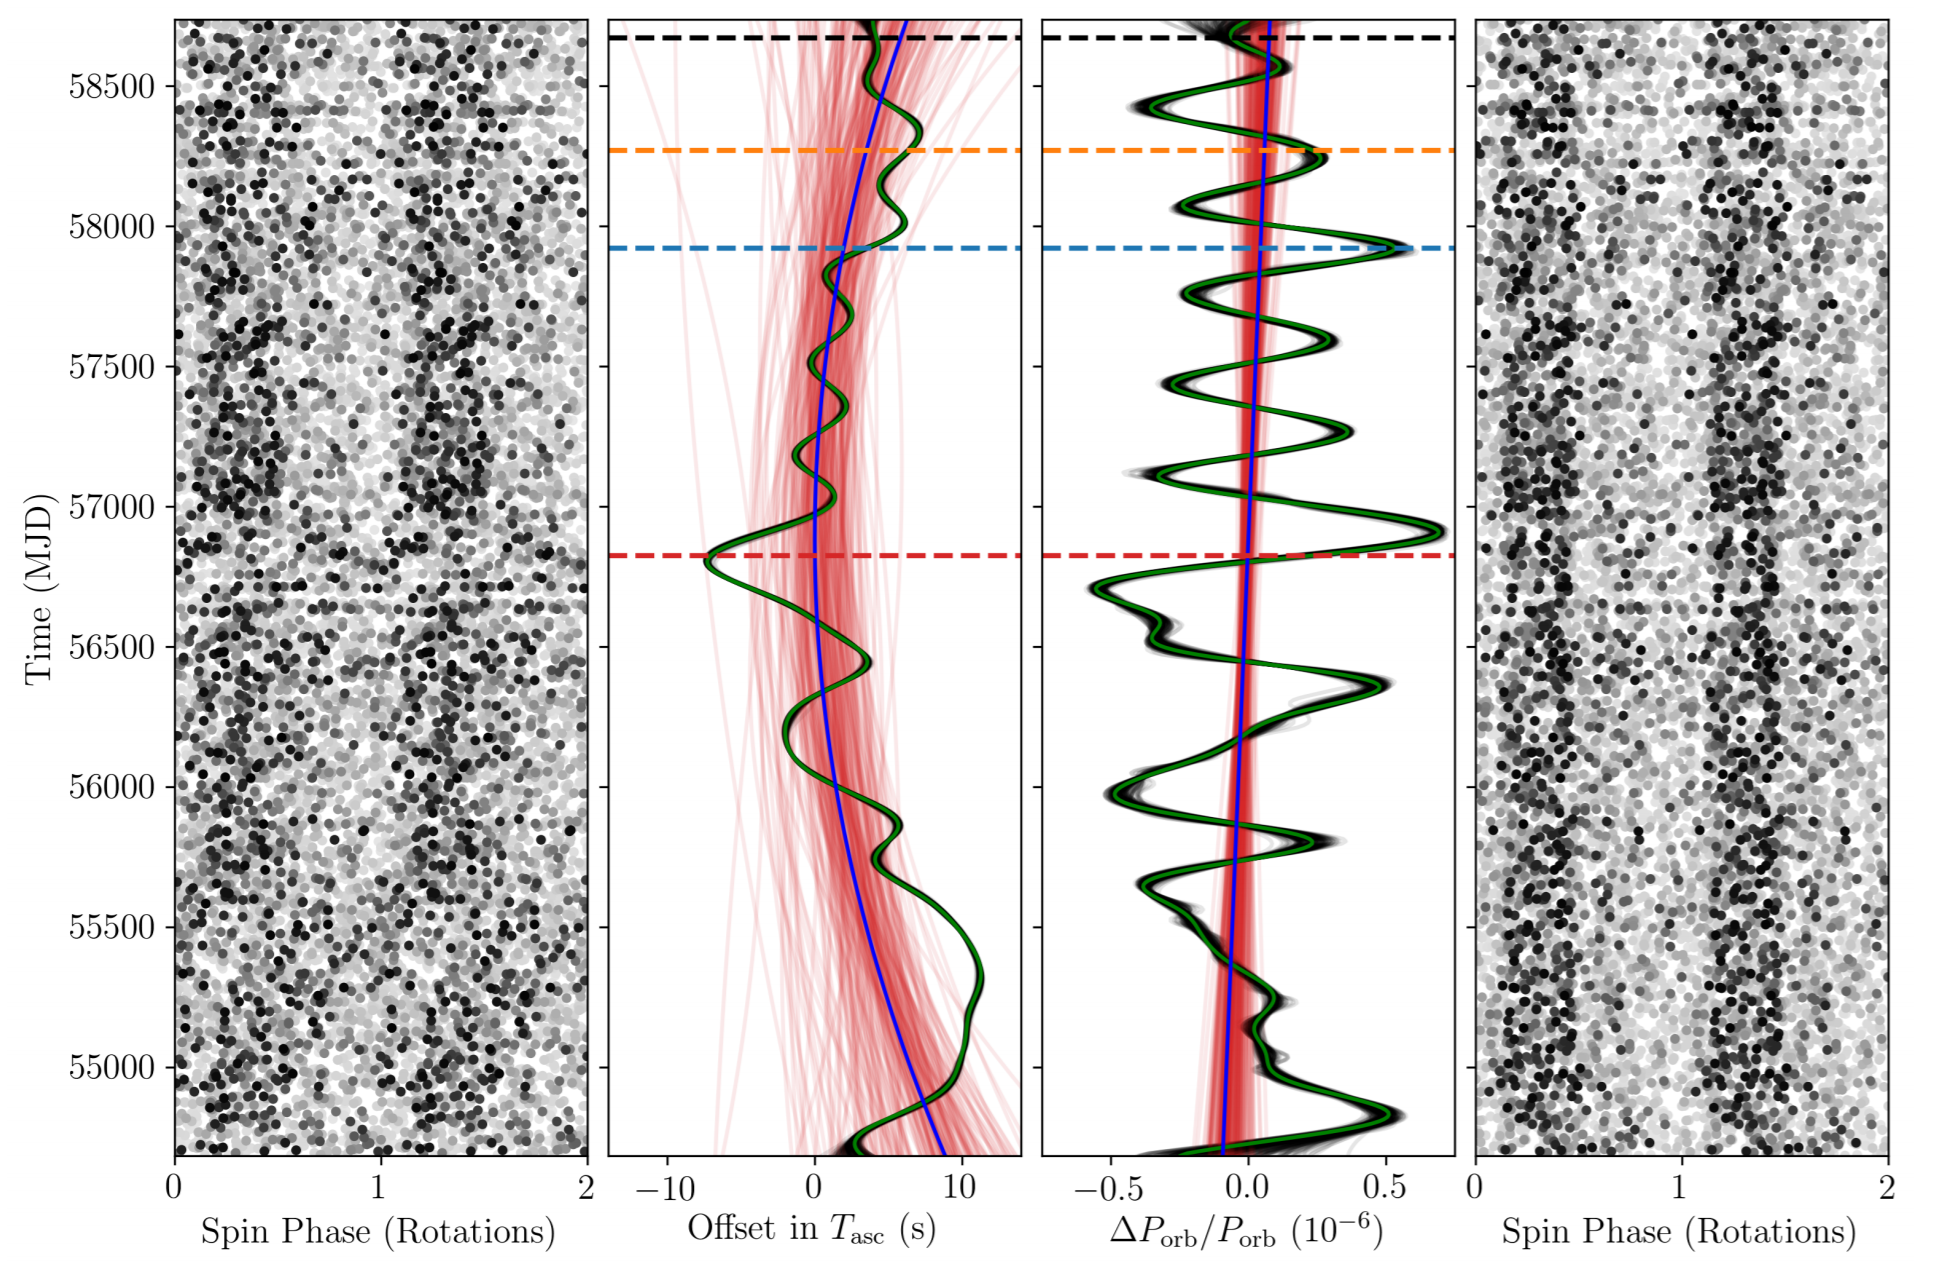 Time (MJD)
58500
58000
57500
57000
56500
56000
55500
55000
0 1 2
−10 0 10
−0.5 0.0 0.5
0 1 2
Spin Phase (Rotations)
Offset in T_asc (s)
ΔP_orb/P_orb (10⁻⁶)
Spin Phase (Rotations)